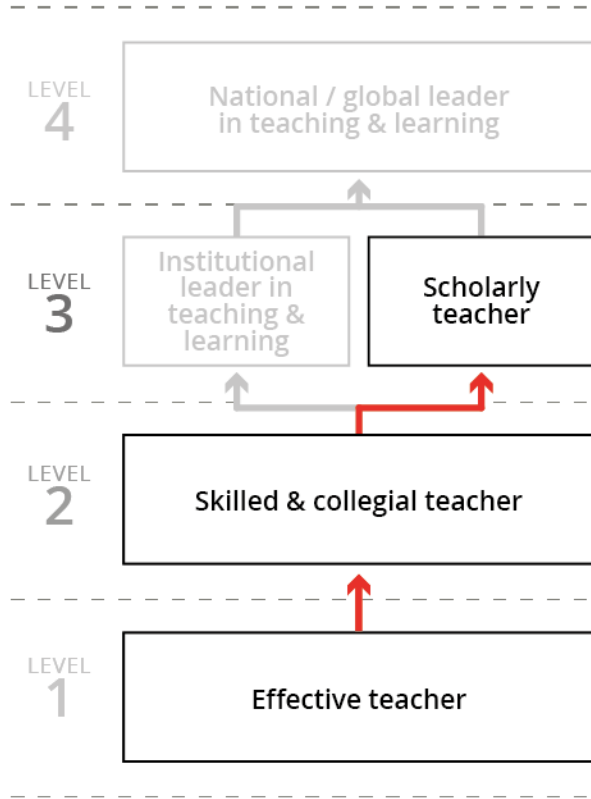 LEVEL
4
National / global leader
in teaching & learning
LEVEL
3
Institutional
leader in
teaching &
learning
Scholarly
teacher
LEVEL
2
Skilled & collegial teacher
LEVEL
1
Effective teacher